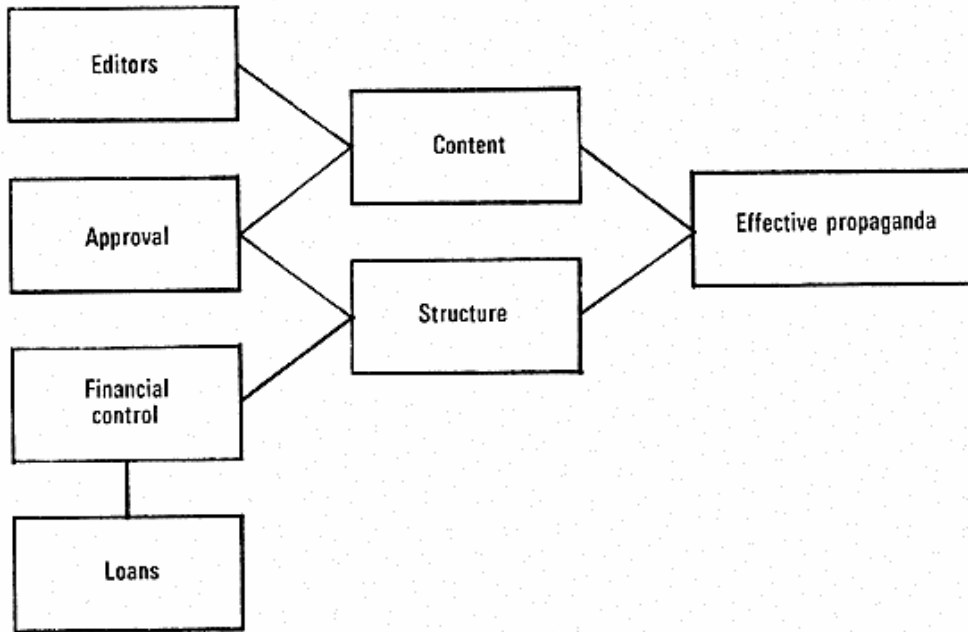 Editors
Content
Approval
Effective propaganda
Structure
Financial
control
Loans